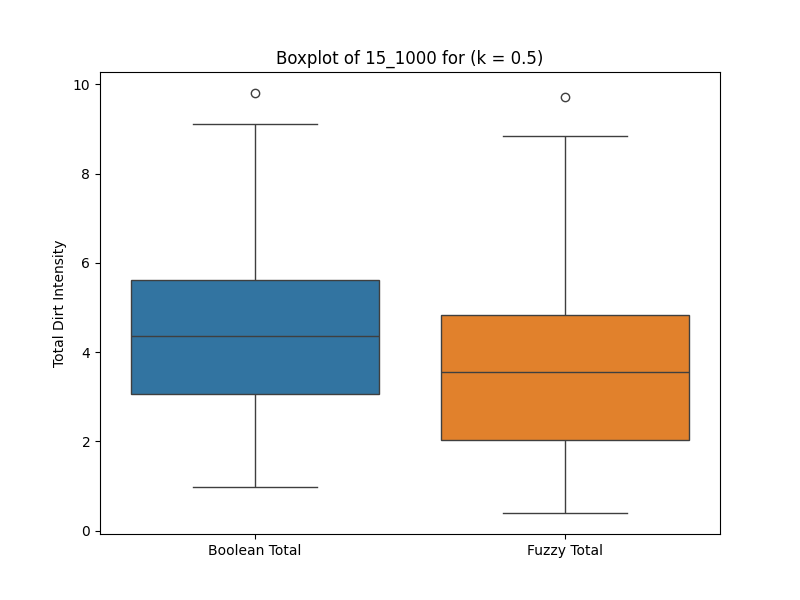 Boxplot of 15_1000 for (k = 0.5)
Total Dirt Intensity
10
8
6
4
2
0
Boolean Total
Fuzzy Total